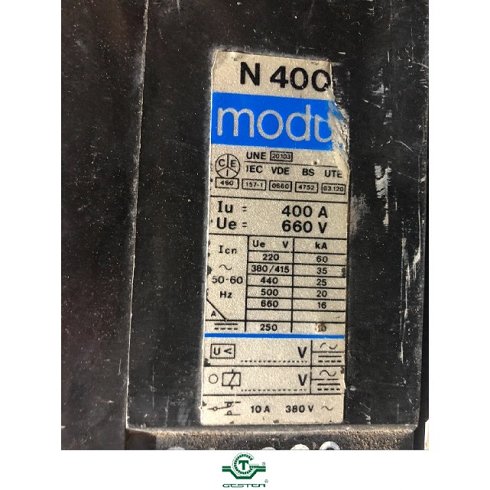 N 400
modu
UNE 20103
CEI IEC VDE BS UTE
490 157-1 0660 4752 63.120
Iu = 400 A
Ue = 660 V
Icn Ue V kA
220 60
380/415 35
50-60 Hz 440 25
500 20
660 16
A 250
U< V
V
10 A 380 V ~
GESTER